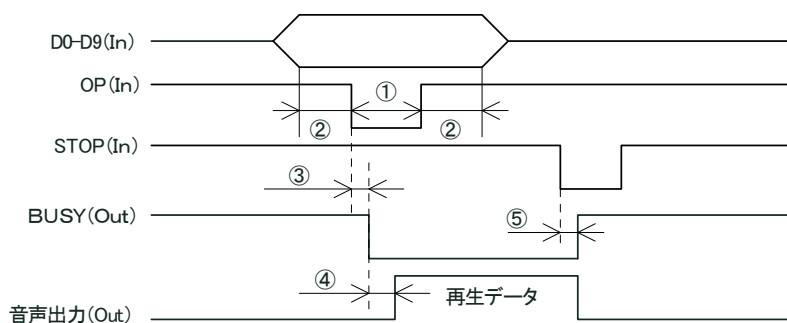 D0-D9(In)
OP(In)
①
②
②
STOP(In)
③
BUSY(Out)
⑤
④
再生データ
音声出力(Out)